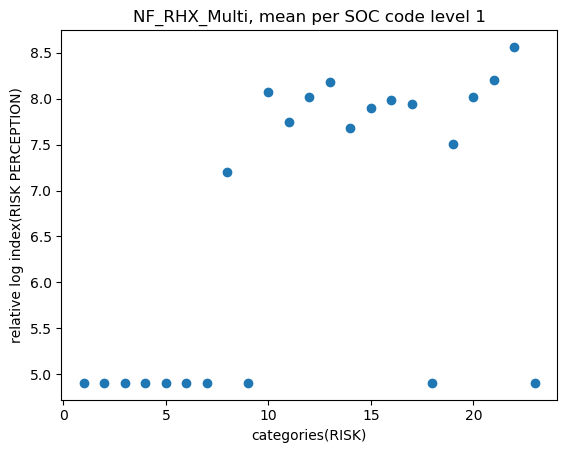 NF_RHX_Multi, mean per SOC code level 1
relative log index(RISK PERCEPTION)
8.5
8.0
7.5
7.0
6.5
6.0
5.5
5.0
0 5 10 15 20
categories(RISK)